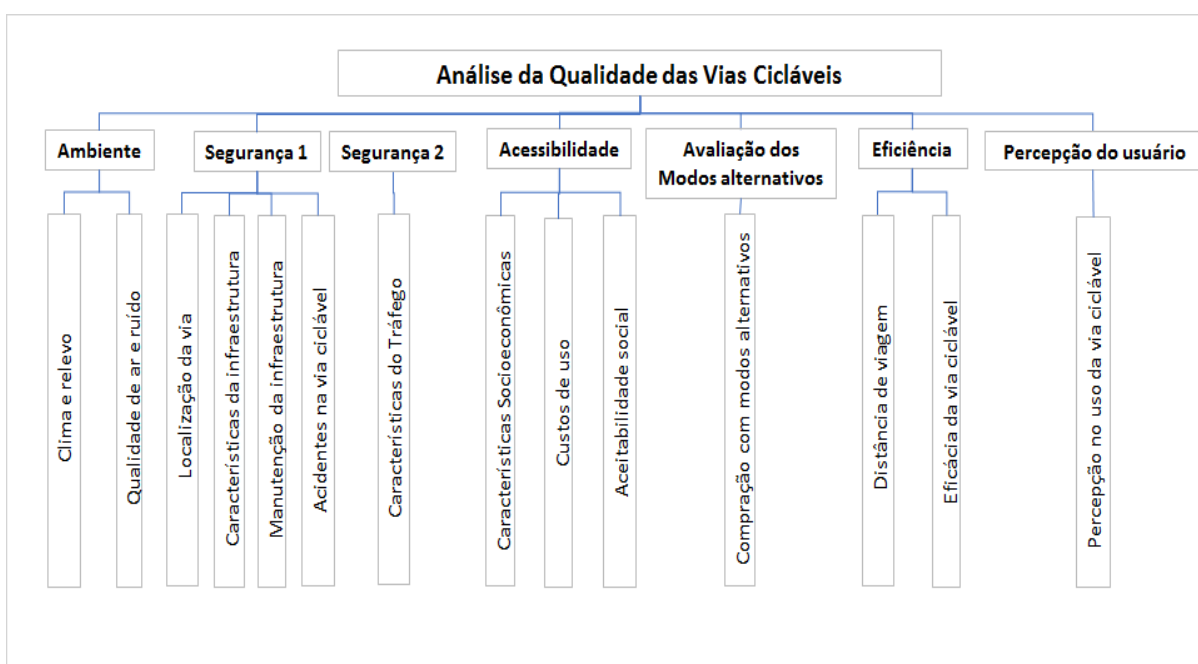 Análise da Qualidade das Vias Cicláveis
Ambiente
Segurança 1
Segurança 2
Acessibilidade
Avaliação dos
Modos alternativos
Eficiência
Percepção do usuário
Clima e relevo
Qualidade de ar e ruído
Localização da via
Características da infraestrutura
Manutenção da infraestrutura
Acidentes na via ciclável
Características do Tráfego
Características Socioeconômicas
Custos de uso
Aceitabilidade social
Compração com modos alternativos
Distância de viagem
Eficácia da via ciclável
Percepção no uso da via ciclável